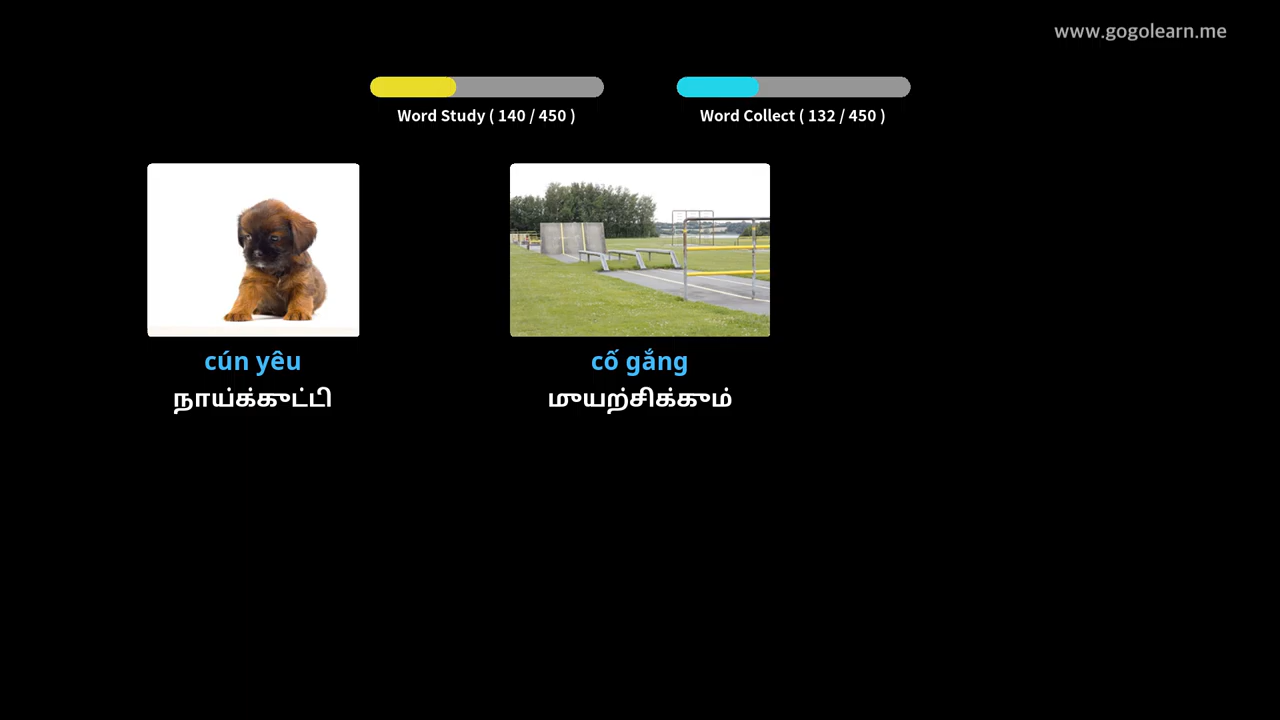 www.gogolearn.me
Word Study ( 140 / 450 )
Word Collect ( 132 / 450 )
cún yêu
cố gắng
நாய்க்குட்டி
முயற்சிக்கும்